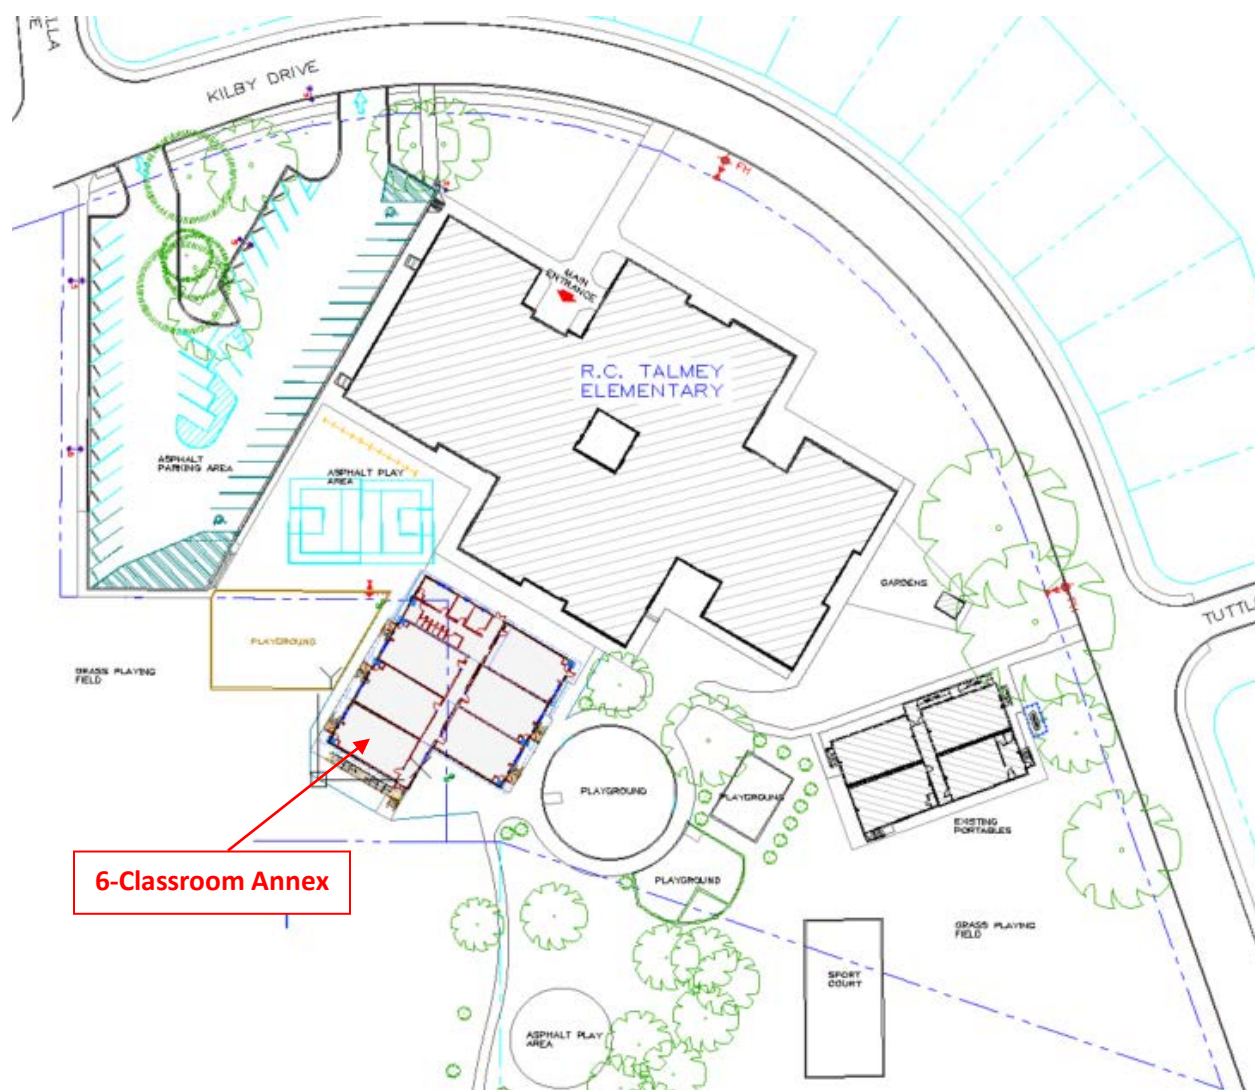 KILBY DRIVE
FH
MAIN
ENTRANCE
R.C. TALMEY
ELEMENTARY
ASPHALT
PARKING AREA
ASPHALT PLAY
AREA
GARDENS
PLAYGROUND
GRASS PLAYING
FIELD
PLAYGROUND
PLAYGROUND
EXISTING
PORTABLES
6-Classroom Annex
PLAYGROUND
GRASS PLAYING
FIELD
SPORT
COURT
ASPHALT PLAY
AREA